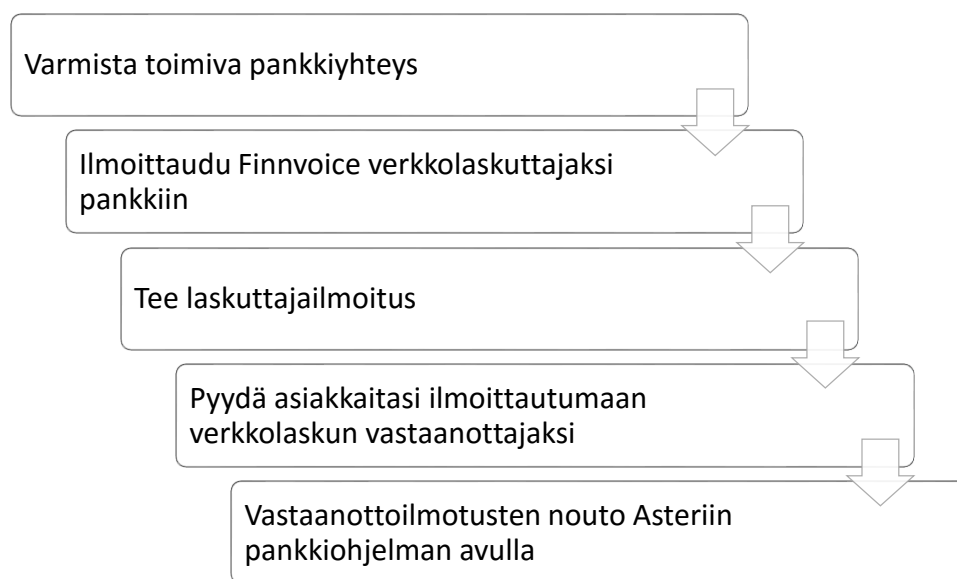 Varmista toimiva pankkiyhteys
Ilmoittaudu Finnvoice verkkolaskuttajaksi
pankkiin
Tee laskuttajailmoitus
Pyydä asiakkaitasi ilmoittautumaan
verkkolaskun vastaanottajaksi
Vastaanottoilmotusten nouto Asteriin
pankkiohjelman avulla